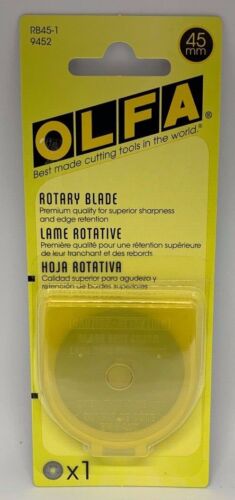 RB45-1
9452
45
mm
OLFA®
Best made cutting tools in the world.™
ROTARY BLADE
Premium quality for superior sharpness
and edge retention
LAME ROTATIVE
Première qualité pour une rétention supérieure
de leur tranchant et des rebords
HOJA ROTATIVA
Calidad superior para agudeza y
retención de bordes superiores
x1